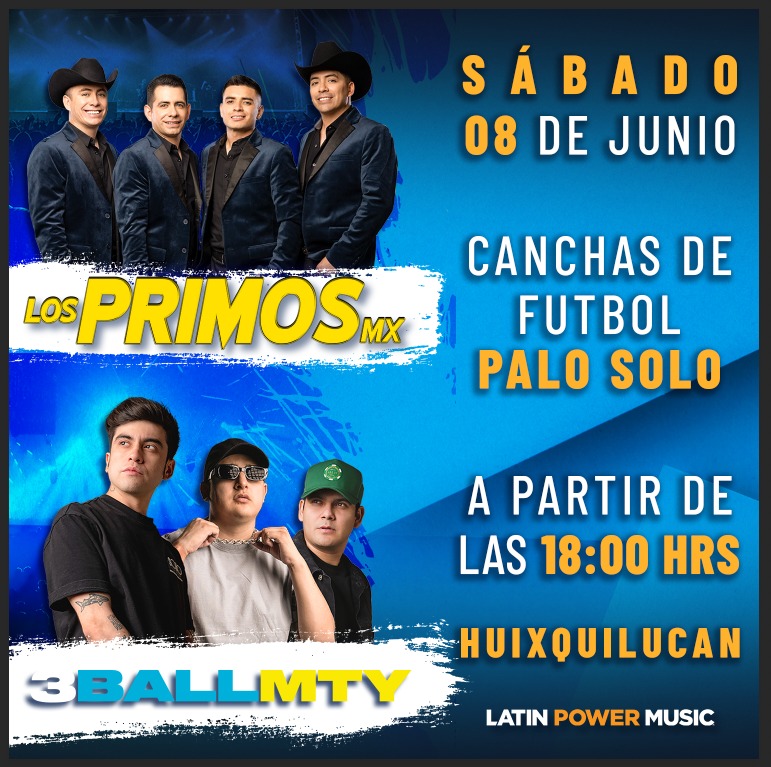 LOS PRIMOS MX
3BALLMTY
SÁBADO
08 DE JUNIO
CANCHAS DE
FUTBOL
PALO SOLO
A PARTIR DE
LAS 18:00 HRS
HUIXQUILUCAN
LATIN POWER MUSIC